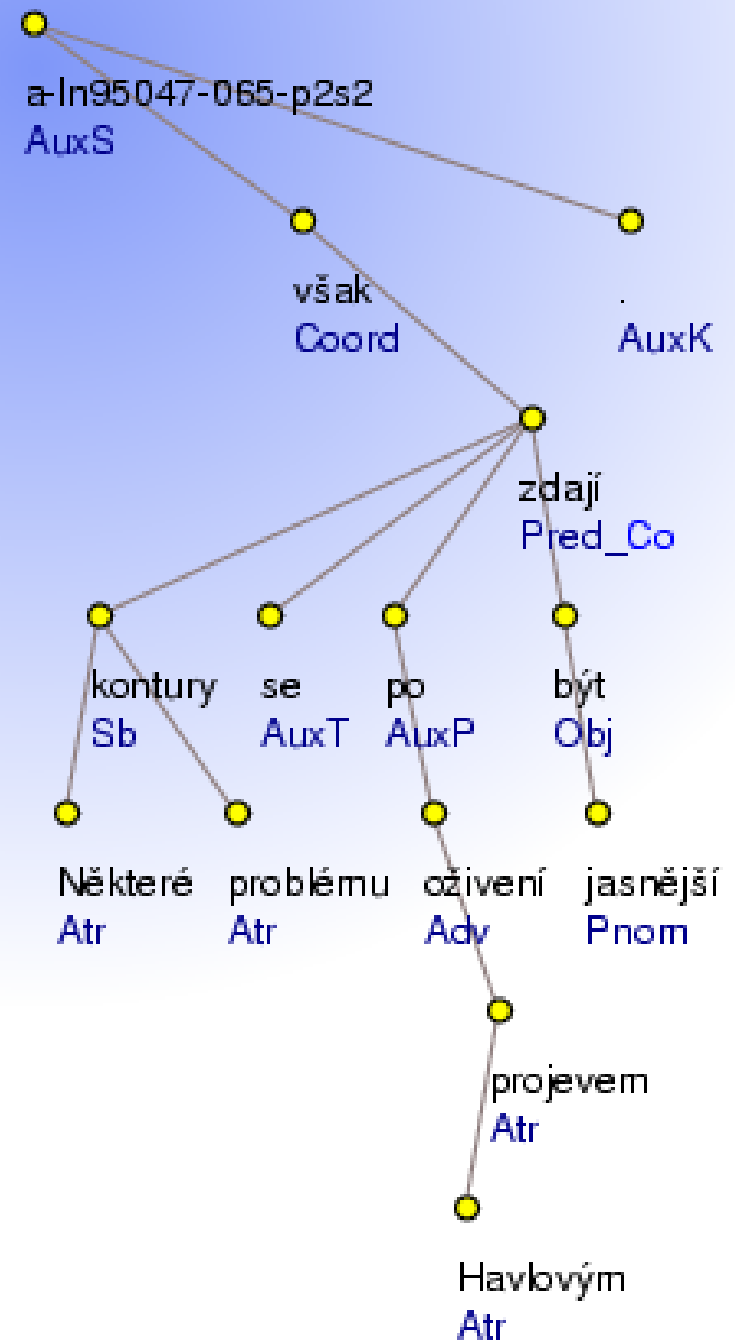 a-ln95047-065-p2s2
AuxS
však .
Coord AuxK
zdají
Pred_Co
kontury se po být
Sb AuxT AuxP Obj
Některé problému oživení jasnější
Atr Atr Adv Pnom
projevem
Atr
Havlovým
Atr